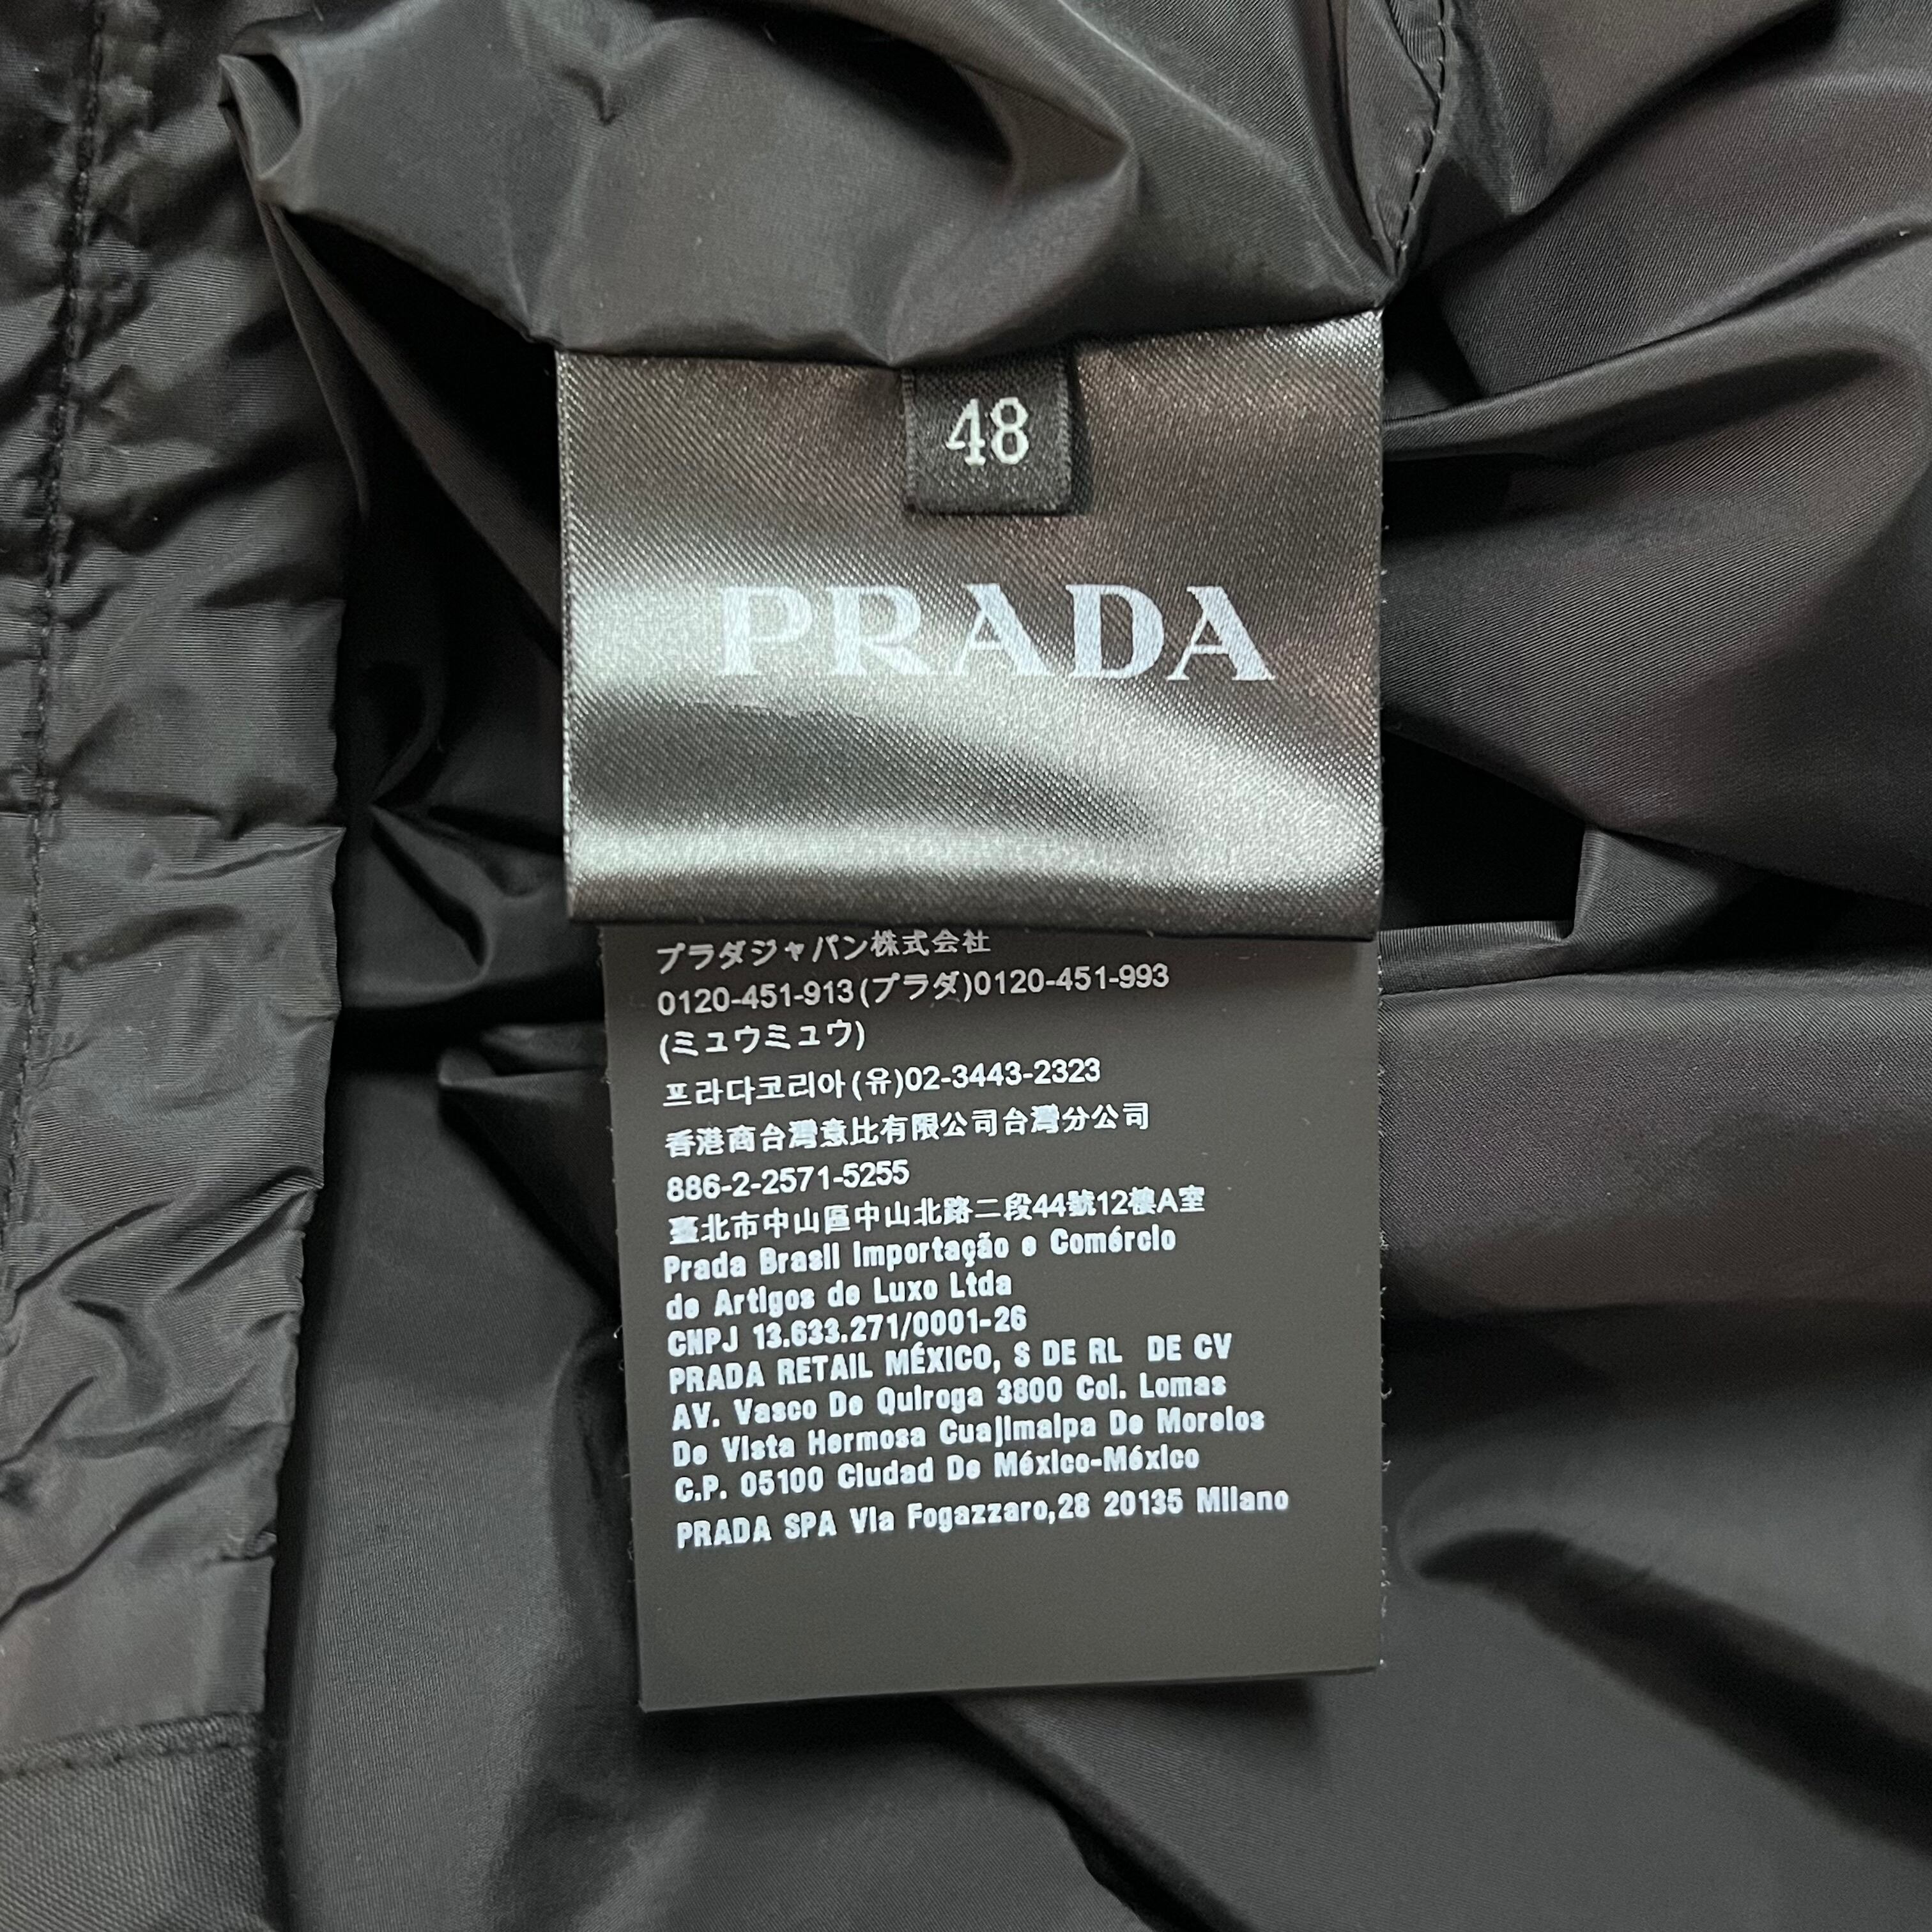 48
PRADA
プラダジャパン株式会社
0120-451-913(プラダ)0120-451-993
(ミュウミュウ)
프라다코리아(유)02-3443-2323
香港商台灣意比有限公司台灣分公司
886-2-2571-5255
臺北市中山區中山北路二段44號12樓A室
Prada Brasil Importação e Comércio
de Artigos de Luxo Ltda
CNPJ 13.633.271/0001-26
PRADA RETAIL MÉXICO, S DE RL DE CV
AV. Vasco De Quiroga 3800 Col. Lomas
De Vista Hermosa Cuajimalpa De Morelos
C.P. 05100 Ciudad De México-México
PRADA SPA Via Fogazzaro,28 20135 Milano